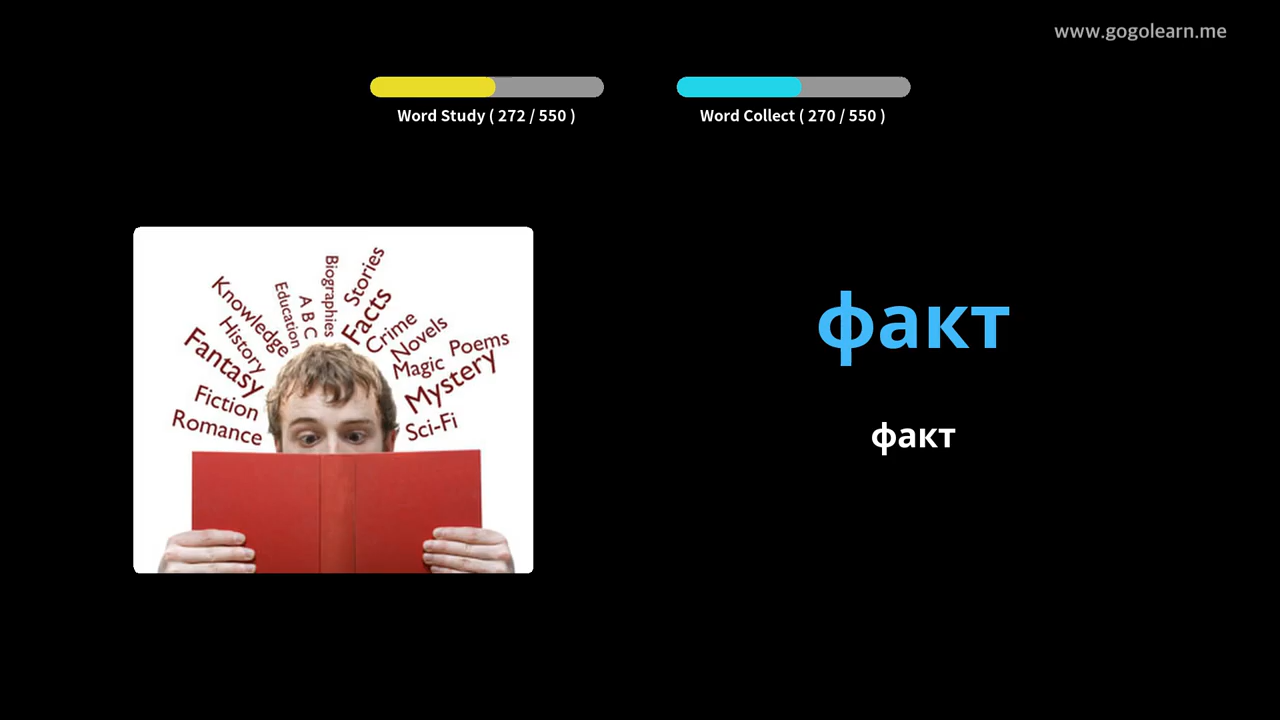 www.gogolearn.me
Word Study ( 272 / 550 )
Word Collect ( 270 / 550 )
Stories
Biographies
Facts
Education
A B C
Knowledge
Crime
Novels
History
Poems
Magic
Fantasy
Mystery
Fiction
Sci-Fi
Romance
факт
факт